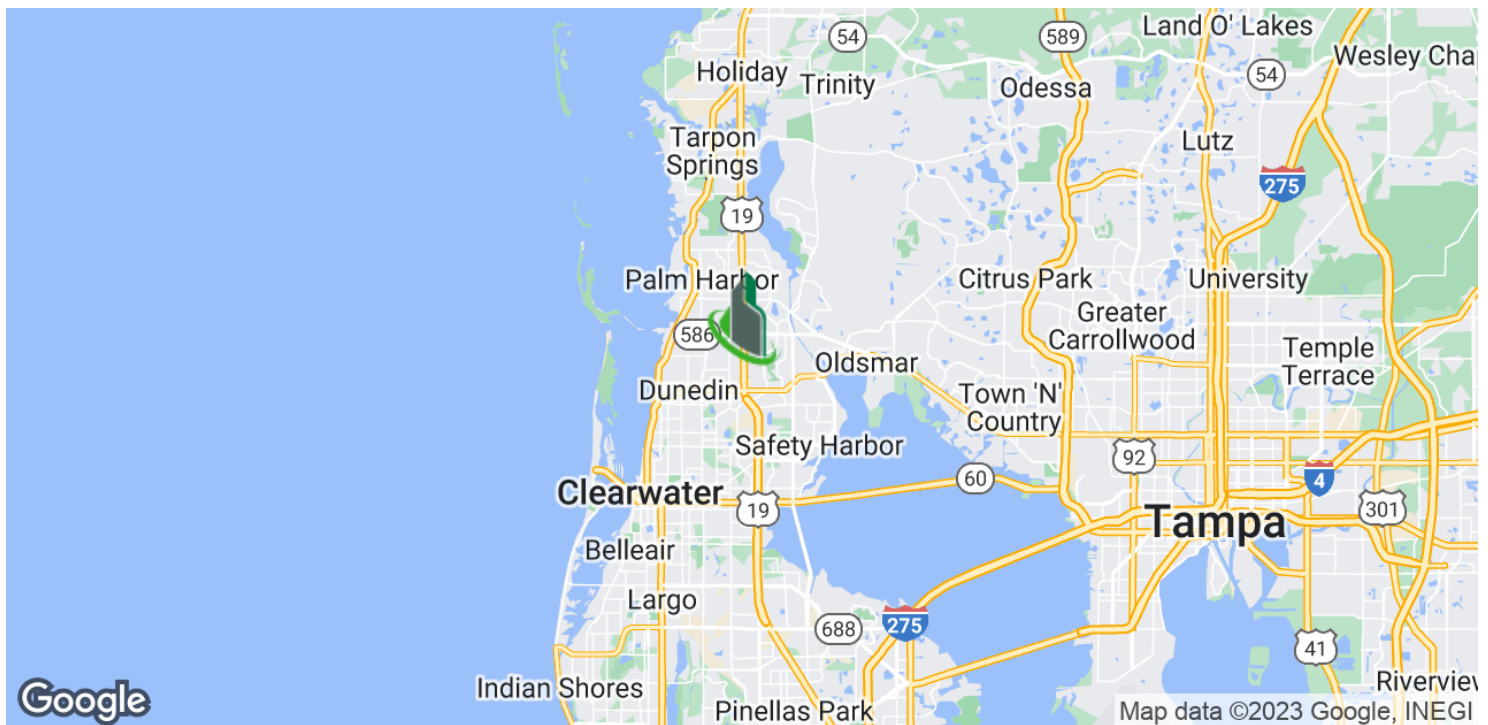 Land O' Lakes
54
589
Wesley Cha
Holiday
Trinity
54
Odessa
Tarpon
Springs
Lutz
275
19
Palm Harbor
Citrus Park
University
Greater
Carrollwood
586
Temple
Terrace
Oldsmar
Dunedin
Town 'N'
Country
Safety Harbor
92
60
4
Clearwater
19
301
Tampa
Belleair
Largo
688
275
41
Indian Shores
Riverview
Pinellas Park
Google
Map data ©2023 Google, INEGI